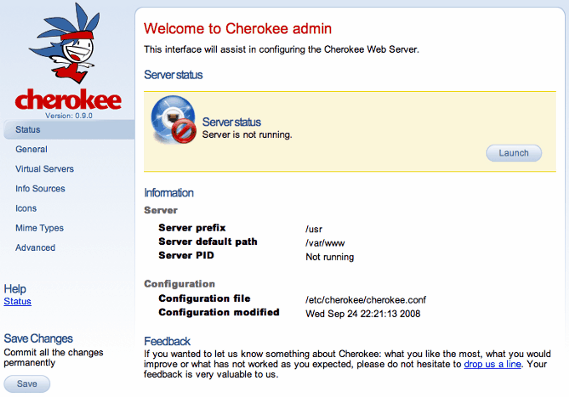 cherokee
Version: 0.9.0
Status
General
Virtual Servers
Info Sources
Icons
Mime Types
Advanced
Help
Status
Save Changes
Commit all the changes
permanently
Save
Welcome to Cherokee admin
This interface will assist in configuring the Cherokee Web Server.
Server status
Server status
Server is not running.
Launch
Information
Server
Server prefix /usr
Server default path /var/www
Server PID Not running
Configuration
Configuration file /etc/cherokee/cherokee.conf
Configuration modified Wed Sep 24 22:21:13 2008
Feedback
If you wanted to let us know something about Cherokee: what you like the most, what you would
improve or what has not worked as you expected, please do not hesitate to drop us a line. Your
feedback is very valuable to us.